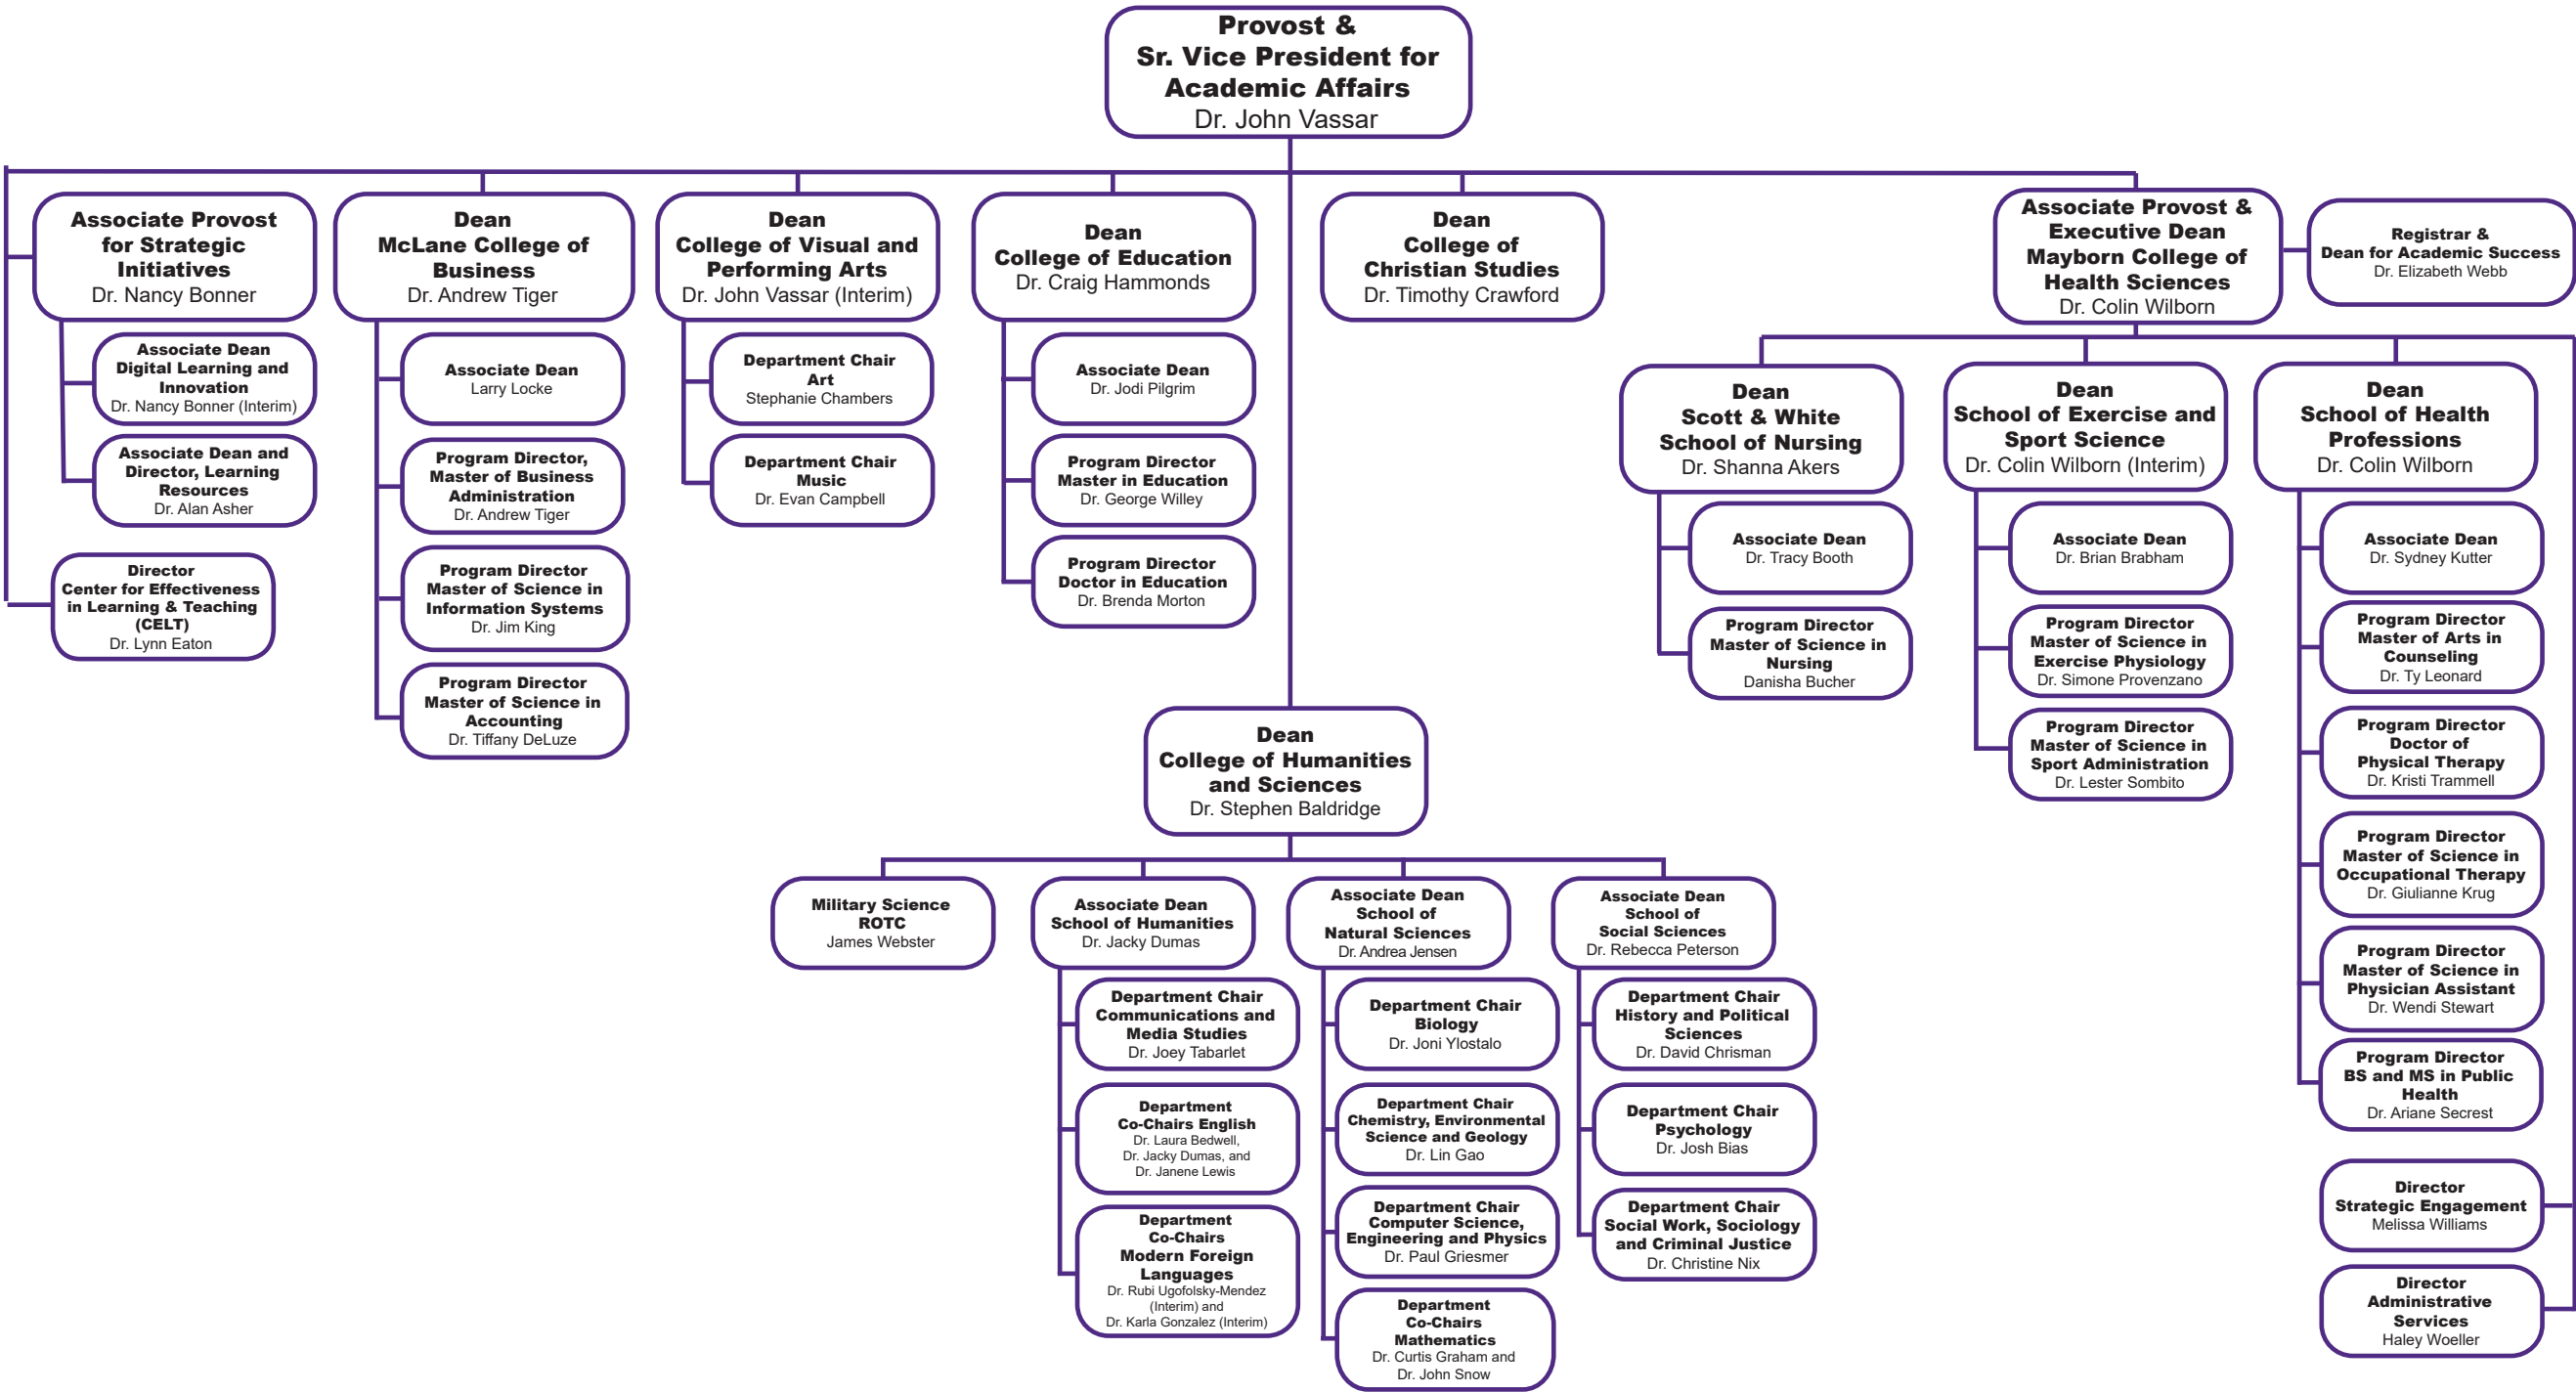 Provost &
Sr. Vice President for
Academic Affairs
Dr. John Vassar
Associate Provost
for Strategic
Initiatives
Dr. Nancy Bonner
Associate Dean
Digital Learning and
Innovation
Dr. Nancy Bonner (Interim)
Associate Dean and
Director, Learning
Resources
Dr. Alan Asher
Director
Center for Effectiveness
in Learning & Teaching
(CELT)
Dr. Lynn Eaton
Dean
McLane College of
Business
Dr. Andrew Tiger
Associate Dean
Larry Locke
Program Director,
Master of Business
Administration
Dr. Andrew Tiger
Program Director
Master of Science in
Information Systems
Dr. Jim King
Program Director
Master of Science in
Accounting
Dr. Tiffany DeLuze
Dean
College of Visual and
Performing Arts
Dr. John Vassar (Interim)
Department Chair
Art
Stephanie Chambers
Department Chair
Music
Dr. Evan Campbell
Dean
College of Education
Dr. Craig Hammonds
Associate Dean
Dr. Jodi Pilgrim
Program Director
Master in Education
Dr. George Willey
Program Director
Doctor in Education
Dr. Brenda Morton
Dean
College of
Christian Studies
Dr. Timothy Crawford
Associate Provost &
Executive Dean
Mayborn College of
Health Sciences
Dr. Colin Wilborn
Registrar &
Dean for Academic Success
Dr. Elizabeth Webb
Dean
Scott & White
School of Nursing
Dr. Shanna Akers
Associate Dean
Dr. Tracy Booth
Program Director
Master of Science in
Nursing
Danisha Bucher
Dean
School of Exercise and
Sport Science
Dr. Colin Wilborn (Interim)
Associate Dean
Dr. Brian Brabham
Program Director
Master of Science in
Exercise Physiology
Dr. Simone Provenzano
Program Director
Master of Science in
Sport Administration
Dr. Lester Sombito
Dean
School of Health
Professions
Dr. Colin Wilborn
Associate Dean
Dr. Sydney Kutter
Program Director
Master of Arts in
Counseling
Dr. Ty Leonard
Program Director
Doctor of
Physical Therapy
Dr. Kristi Trammell
Program Director
Master of Science in
Occupational Therapy
Dr. Giulianne Krug
Program Director
Master of Science in
Physician Assistant
Dr. Wendi Stewart
Program Director
BS and MS in Public
Health
Dr. Ariane Secrest
Director
Strategic Engagement
Melissa Williams
Director
Administrative
Services
Haley Woeller
Dean
College of Humanities
and Sciences
Dr. Stephen Baldridge
Military Science
ROTC
James Webster
Associate Dean
School of Humanities
Dr. Jacky Dumas
Department Chair
Communications and
Media Studies
Dr. Joey Tabarlet
Department
Co-Chairs English
Dr. Laura Bedwell,
Dr. Jacky Dumas, and
Dr. Janene Lewis
Department
Co-Chairs
Modern Foreign
Languages
Dr. Rubi Ugofolsky-Mendez
(Interim) and
Dr. Karla Gonzalez (Interim)
Associate Dean
School of
Natural Sciences
Dr. Andrea Jensen
Department Chair
Biology
Dr. Joni Ylostalo
Department Chair
Chemistry, Environmental
Science and Geology
Dr. Lin Gao
Department Chair
Computer Science,
Engineering and Physics
Dr. Paul Griesmer
Department
Co-Chairs
Mathematics
Dr. Curtis Graham and
Dr. John Snow
Associate Dean
School of
Social Sciences
Dr. Rebecca Peterson
Department Chair
History and Political
Sciences
Dr. David Chrisman
Department Chair
Psychology
Dr. Josh Bias
Department Chair
Social Work, Sociology
and Criminal Justice
Dr. Christine Nix